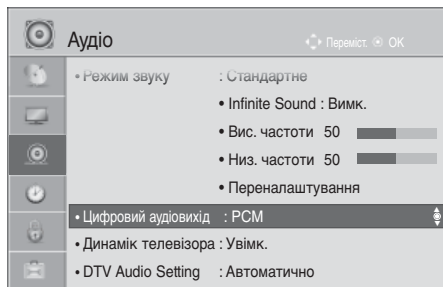 Аудіо
Переміст. OK
• Режим звуку : Стандартне
• Infinite Sound : Вимк.
• Вис. частоти 50
• Низ. частоти 50
• Переналаштування
• Цифровий аудіовихід : PCM
• Динамік телевізора : Увімк.
• DTV Audio Setting : Автоматично